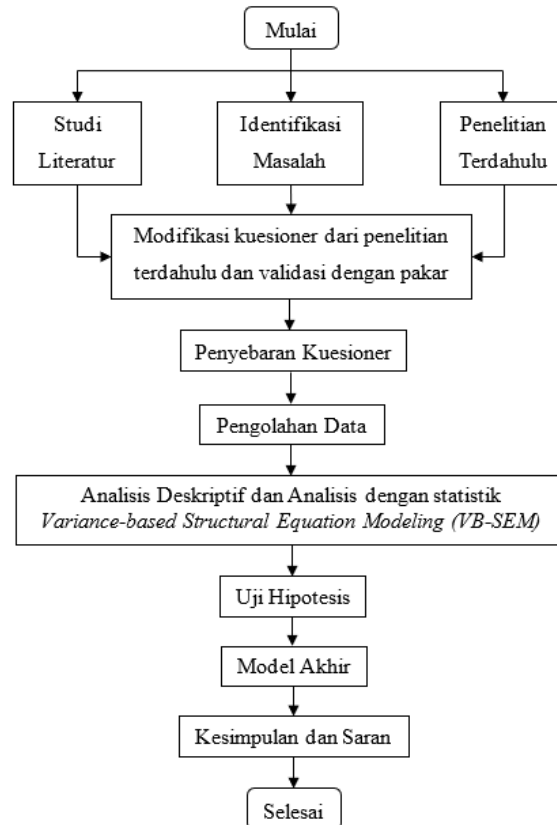 Mulai
Studi
Literatur
Identifikasi
Masalah
Penelitian
Terdahulu
Modifikasi kuesioner dari penelitian
terdahulu dan validasi dengan pakar
Penyebaran Kuesioner
Pengolahan Data
Analisis Deskriptif dan Analisis dengan statistik
Variance-based Structural Equation Modeling (VB-SEM)
Uji Hipotesis
Model Akhir
Kesimpulan dan Saran
Selesai